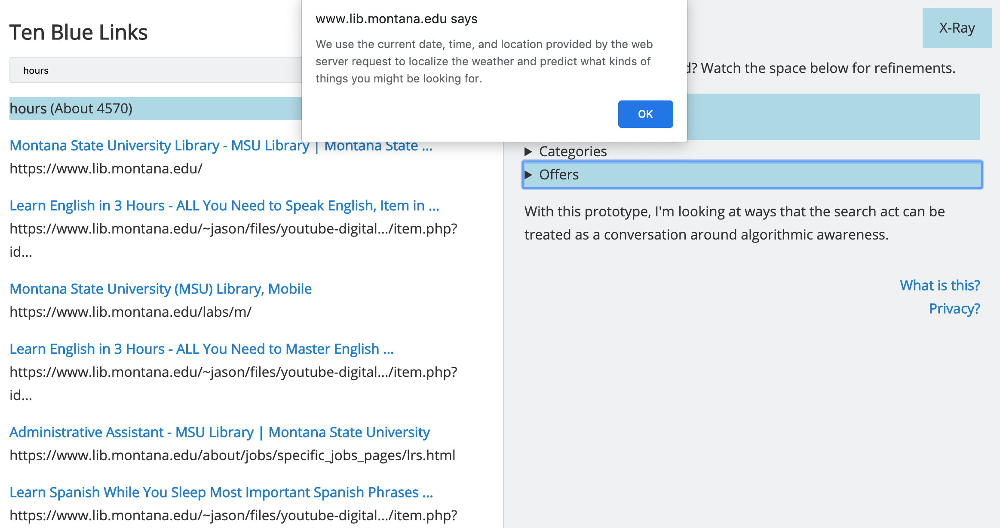 www.lib.montana.edu says
We use the current date, time, and location provided by the web
server request to localize the weather and predict what kinds of
things you might be looking for.
OK
Ten Blue Links
hours
hours (About 4570)
Montana State University Library - MSU Library | Montana State ...
https://www.lib.montana.edu/
Learn English in 3 Hours - ALL You Need to Speak English, Item in ...
https://www.lib.montana.edu/~jason/files/youtube-digital.../item.php?
id...
Montana State University (MSU) Library, Mobile
https://www.lib.montana.edu/labs/m/
Learn English in 3 Hours - ALL You Need to Master English ...
https://www.lib.montana.edu/~jason/files/youtube-digital.../item.php?
id...
Administrative Assistant - MSU Library | Montana State University
https://www.lib.montana.edu/about/jobs/specific_jobs_pages/lrs.html
Learn Spanish While You Sleep Most Important Spanish Phrases ...
https://www.lib.montana.edu/~jason/files/youtube-digital.../item.php?
X-Ray
? Watch the space below for refinements.
Categories
Offers
With this prototype, I'm looking at ways that the search act can be
treated as a conversation around algorithmic awareness.
What is this?
Privacy?